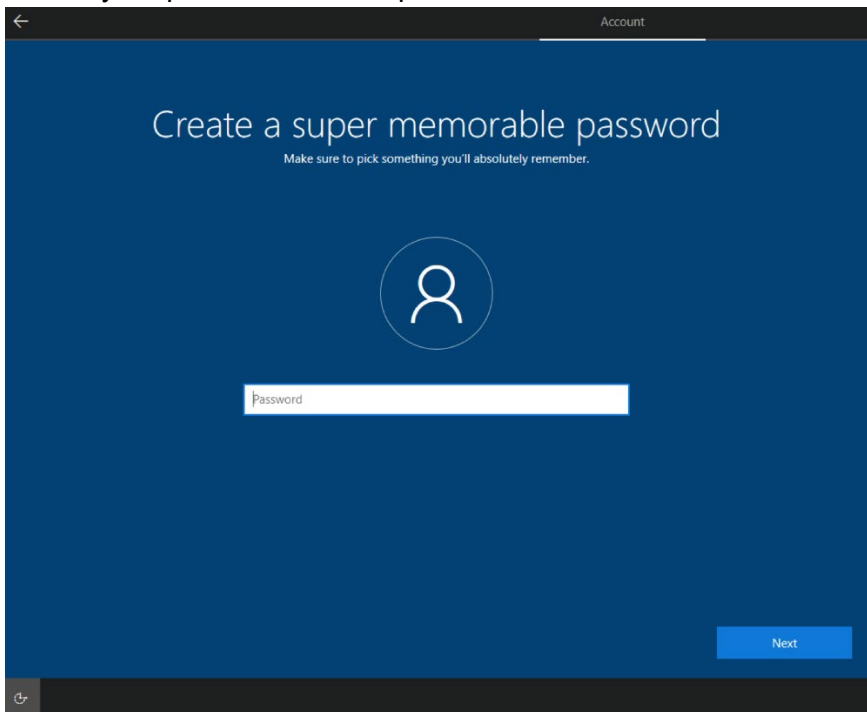 Account
Create a super memorable password
Make sure to pick something you'll absolutely remember.
Password
Next